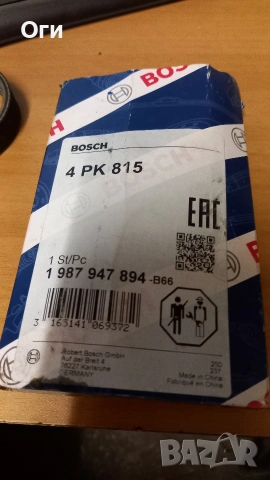 Оги
BOSCH
BOSCH
4 PK 815
EAC
1 St/Pc
1 987 947 894 -B66
3 165141 069372
Robert Bosch GmbH
Auf der Breit 4
76227 Karlsruhe
GERMANY
Made in China
Fabriqué en Chine
bazar